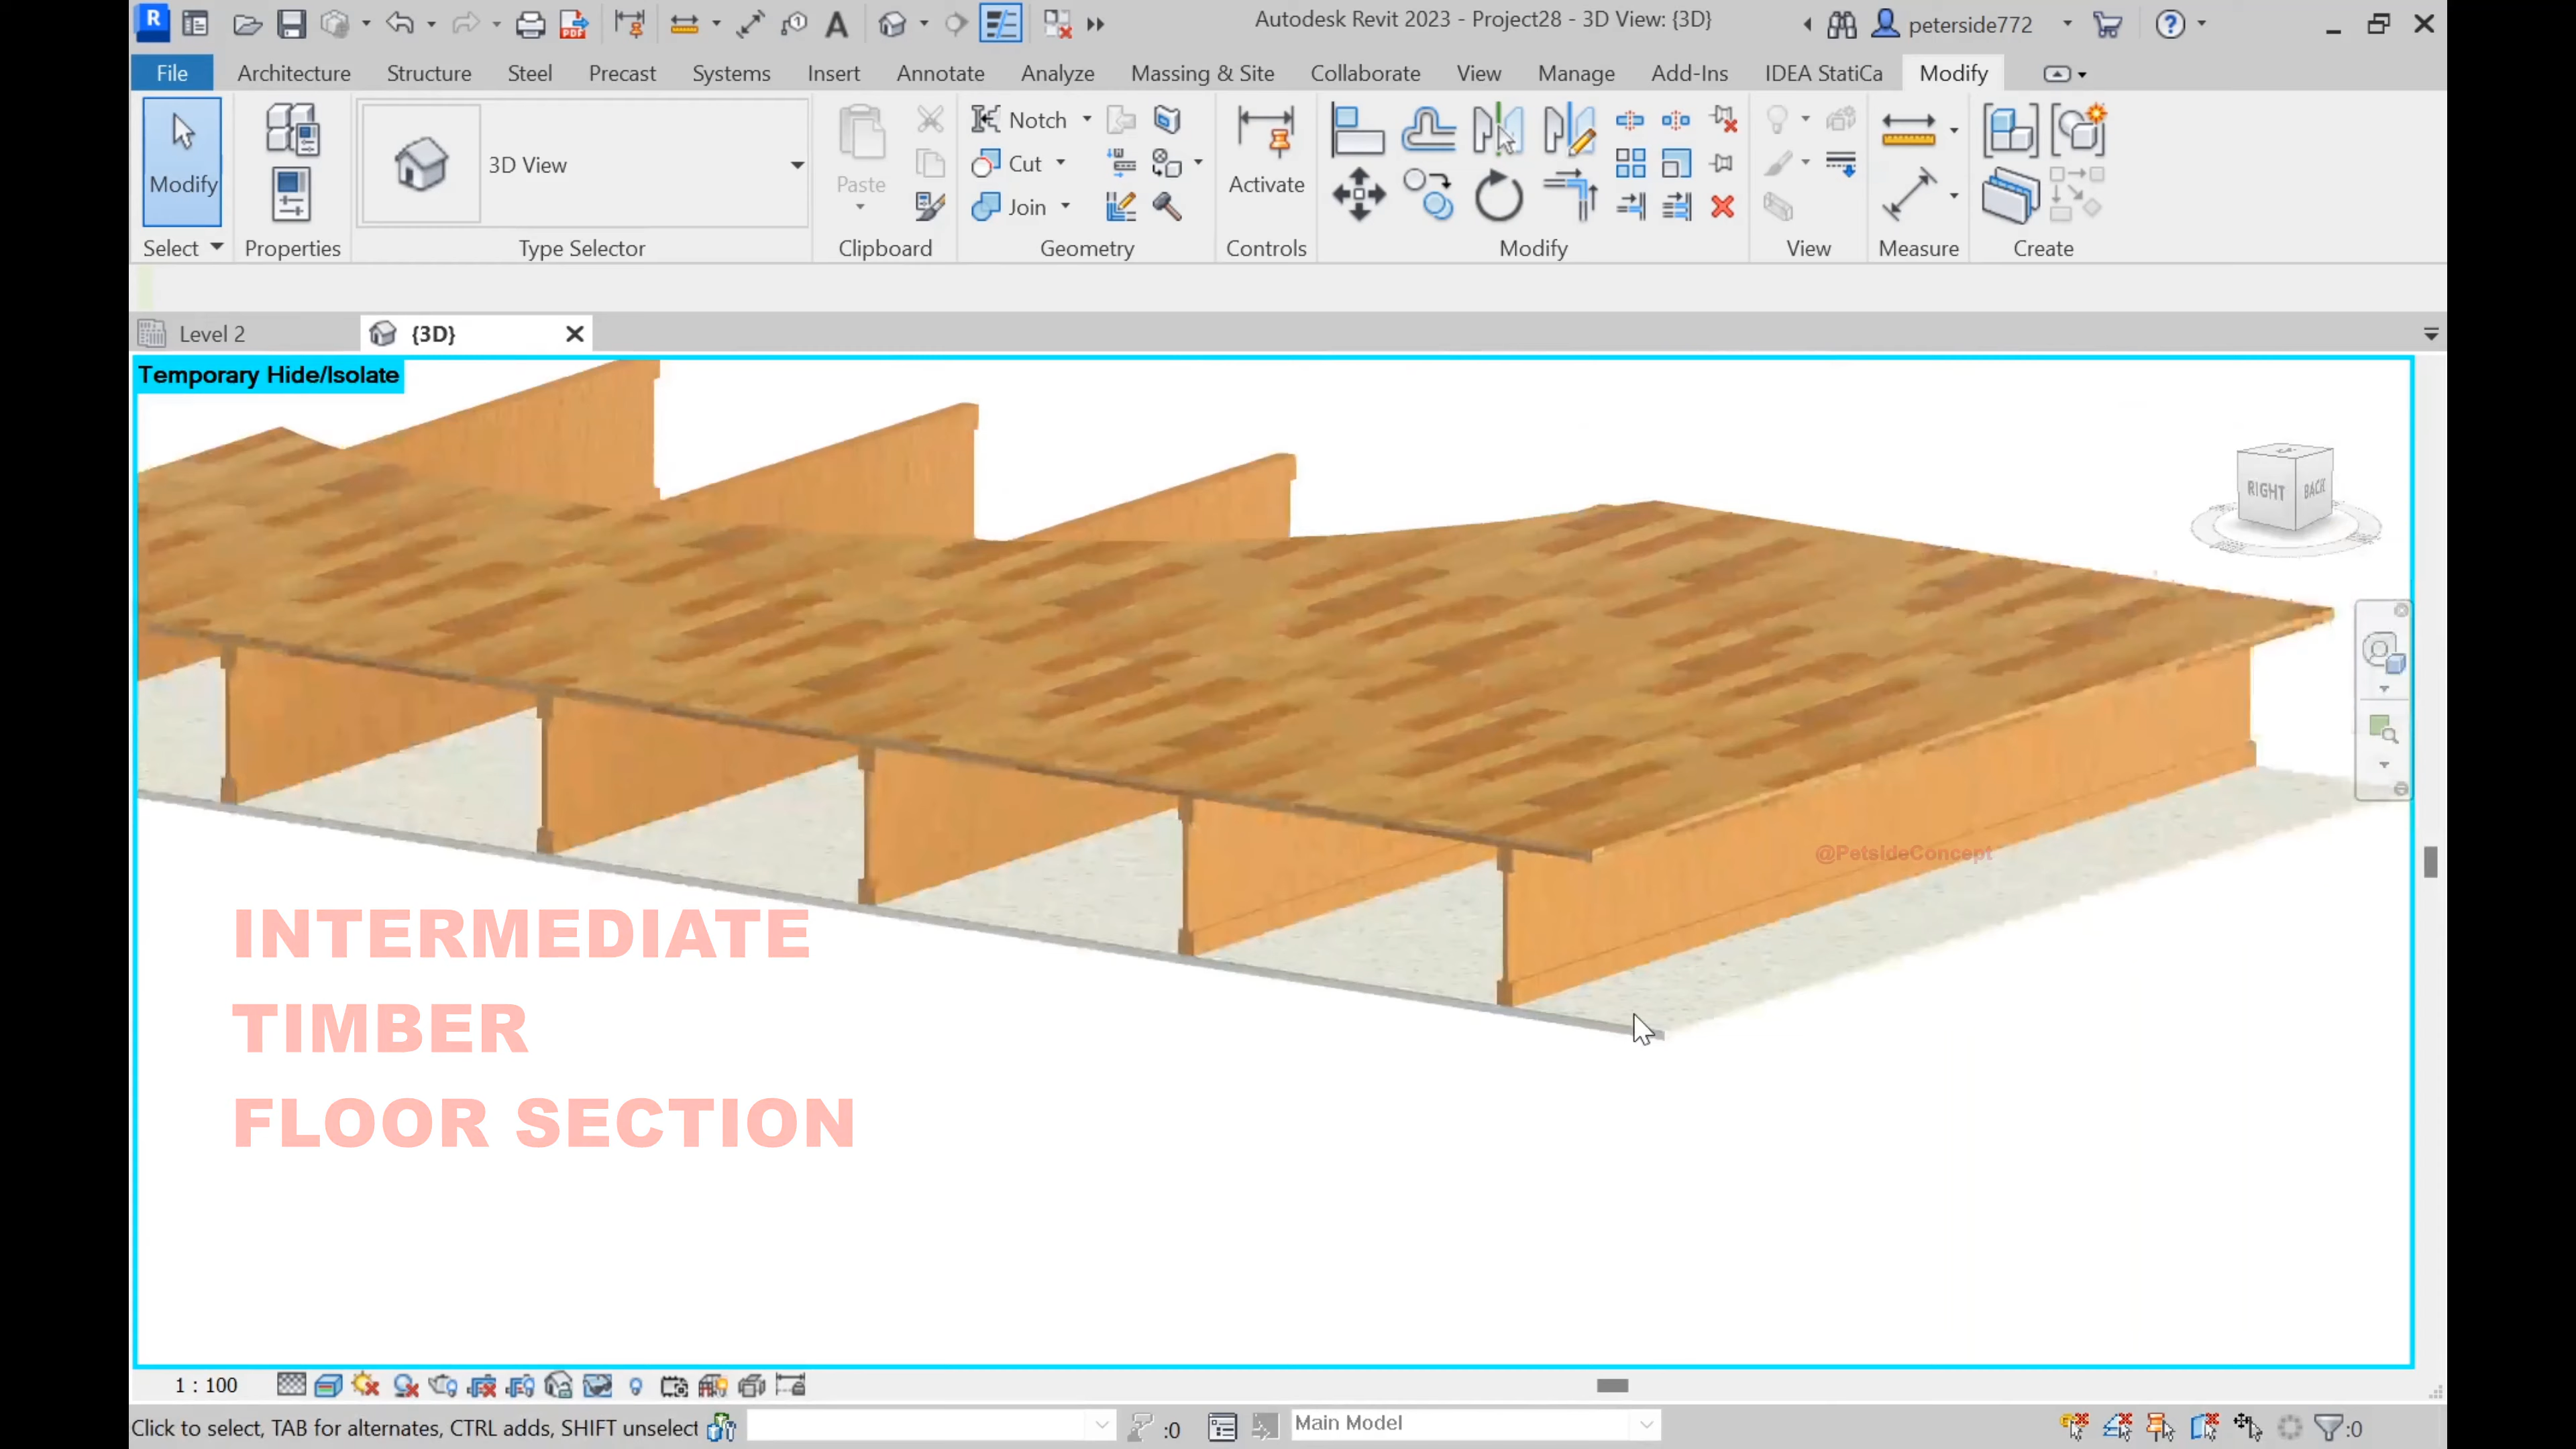 Autodesk Revit 2023 - Project28 - 3D View: {3D}
peterside772
File Architecture Structure Steel Precast Systems Insert Annotate Analyze Massing & Site Collaborate View Manage Add-Ins IDEA StatiCa Modify
Notch
Cut
Join
Modify
3D View
Paste
Activate
Select Properties Type Selector Clipboard Geometry Controls Modify View Measure Create
Level 2 {3D}
Temporary Hide/Isolate
RIGHT BACK
@PetsideConcept
INTERMEDIATE
TIMBER
FLOOR SECTION
1 : 100
Click to select, TAB for alternates, CTRL adds, SHIFT unselect
:0
Main Model
:0